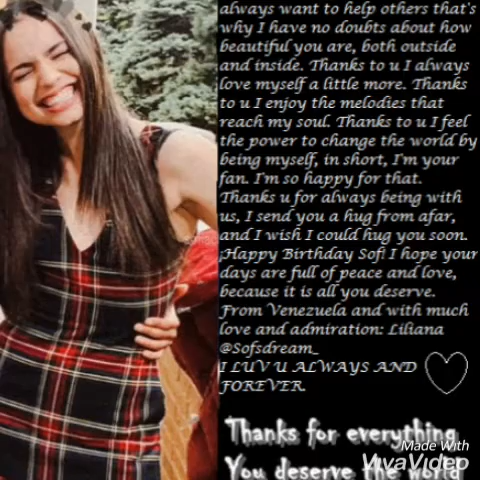 always want to help others that's
why I have no doubts about how
beautiful you are, both outside
and inside. Thanks to u I always
love myself a little more. Thanks
to u I enjoy the melodies that
reach my soul. Thanks to u I feel
the power to change the world by
being myself, in short, I'm your
fan. I'm so happy for that.
Thanks u for always being with
us, I send you a hug from afar,
and I wish I could hug you soon.
¡Happy Birthday Sof! I hope your
days are full of peace and love,
because it is all you deserve.
From Venezuela and with much
love and admiration: Liliana
@Sofsdream_
I LUV U ALWAYS AND
FOREVER.
Thanks for everything
You deserve the world
Made With
VivaVideo